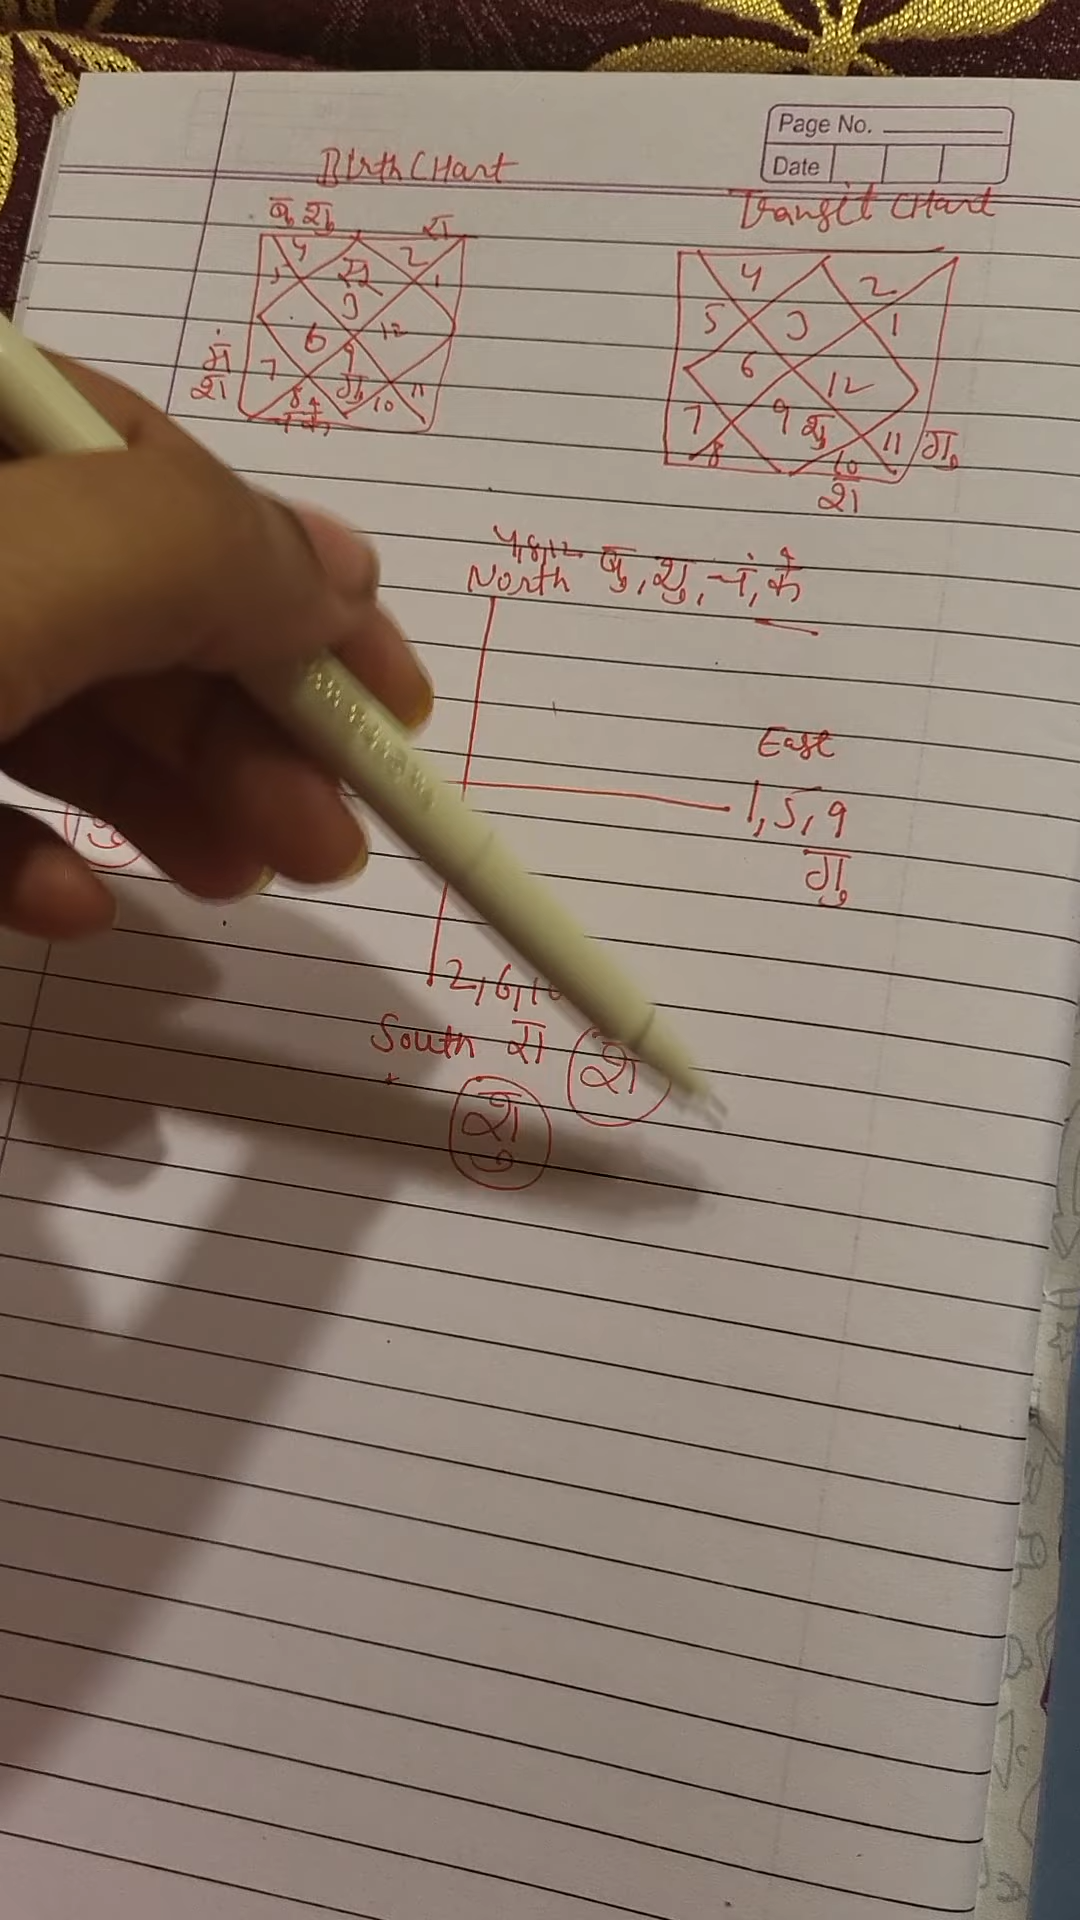 Page No.
Date
Birth CHart
Transit CHart
बु शु रा
4 2
सू
5 1
3
6 12
मं 7 9
श 8 गु 10 11
चं के
4 2
5 3 1
6 12
7 9 शु 11 गु
8 10
श
4,8,12
North बु, शु, चं, के
East
1, 5, 9
गु
2, 6, 10
South रा श
शु